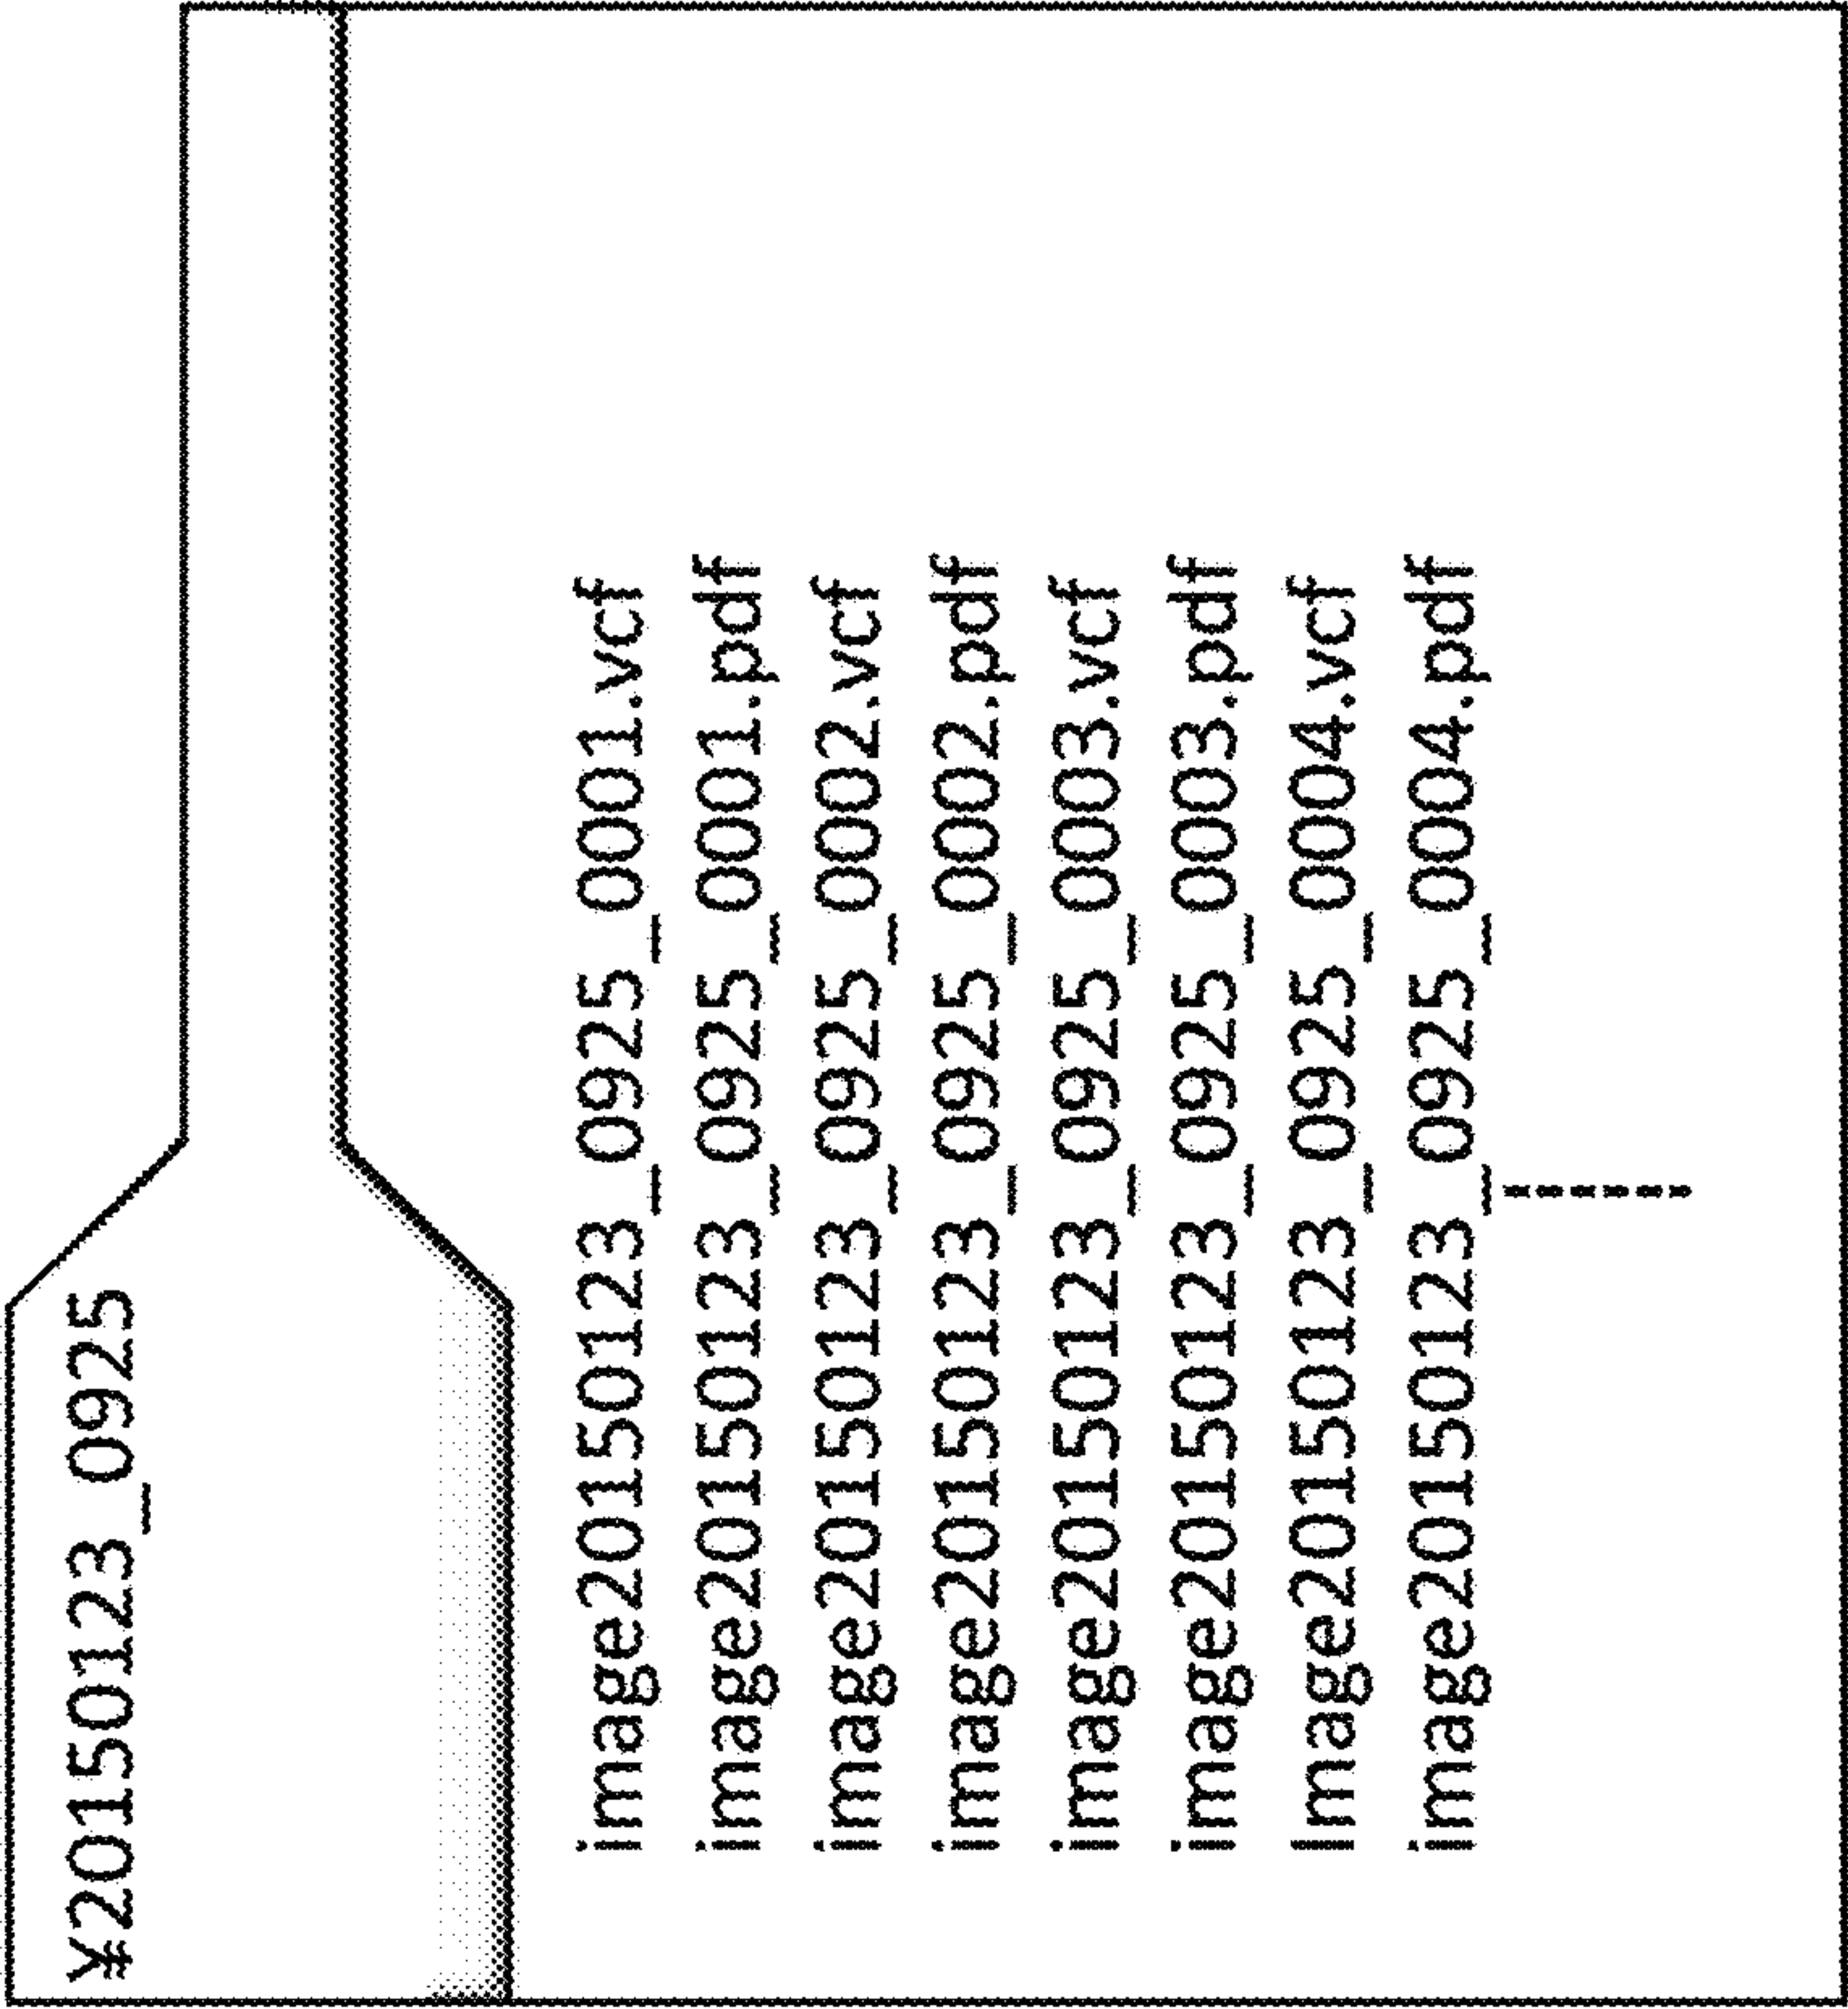 ¥20150123_0925
image20150123_0925_0001.vcf
image20150123_0925_0001.pdf
image20150123_0925_0002.vcf
image20150123_0925_0002.pdf
image20150123_0925_0003.vcf
image20150123_0925_0003.pdf
image20150123_0925_0004.vcf
image20150123_0925_0004.pdf